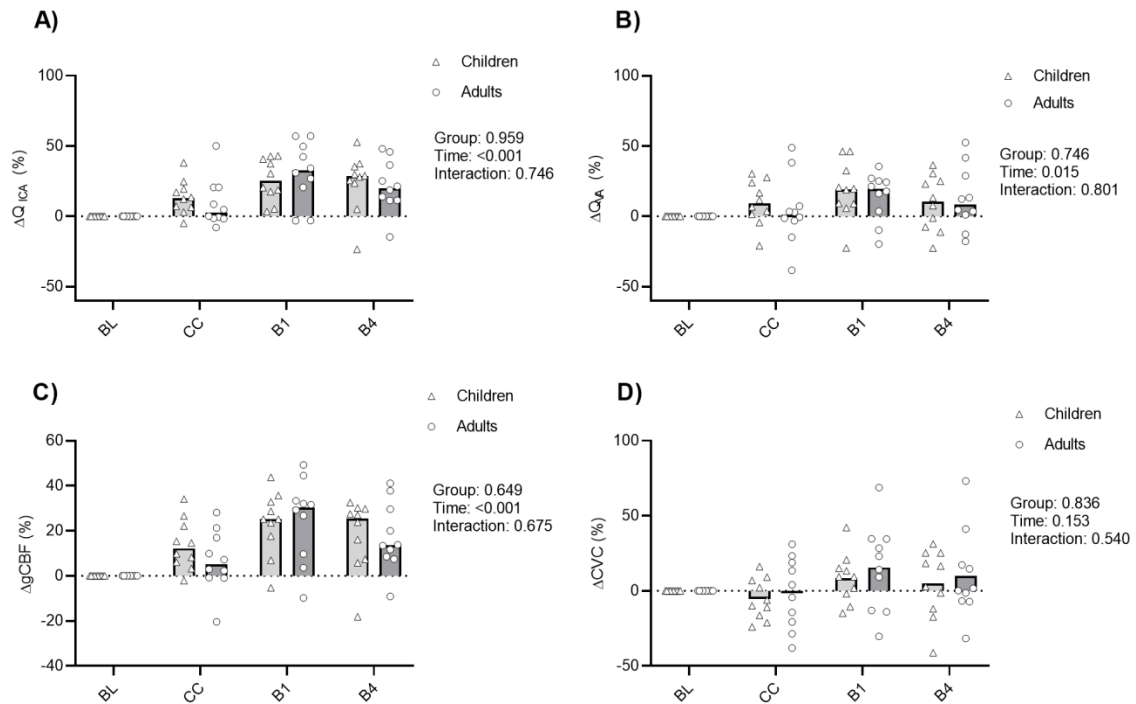 A)
Children
Adults
Group: 0.959
Time: <0.001
Interaction: 0.746
ΔQ ICA (%)
100
50
0
-50
BL
CC
B1
B4
B)
Children
Adults
Group: 0.746
Time: 0.015
Interaction: 0.801
ΔQVA (%)
100
50
0
-50
BL
CC
B1
B4
C)
Children
Adults
Group: 0.649
Time: <0.001
Interaction: 0.675
ΔgCBF (%)
60
40
20
0
-20
-40
BL
CC
B1
B4
D)
Children
Adults
Group: 0.836
Time: 0.153
Interaction: 0.540
ΔCVC (%)
100
50
0
-50
BL
CC
B1
B4